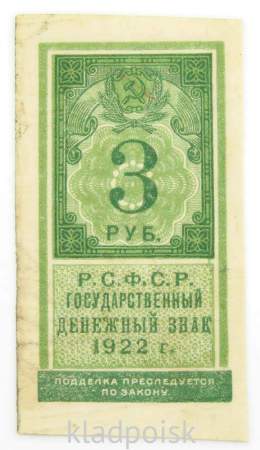 3
РУБ.
Р.С.Ф.С.Р.
ГОСУДАРСТВЕННЫЙ
ДЕНЕЖНЫЙ ЗНАК
1922 г.
ПОДДЕЛКА ПРЕСЛЕДУЕТСЯ
ПО ЗАКОНУ.
kladpoisk